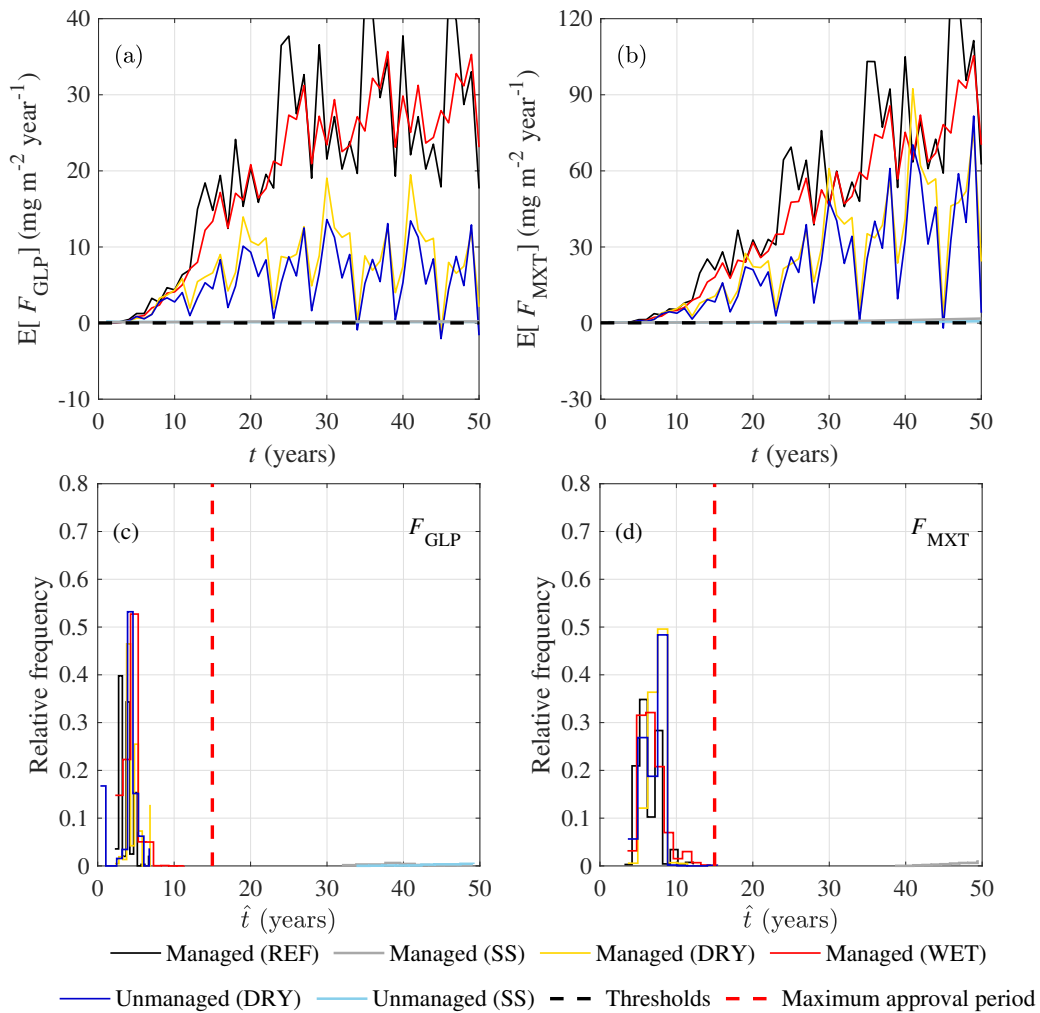 40
30
20
10
0
-10
(a)
E[ F_GLP] (mg m⁻² year⁻¹)
0 10 20 30 40 50
t (years)
120
90
60
30
0
-30
(b)
E[ F_MXT] (mg m⁻² year⁻¹)
0 10 20 30 40 50
t (years)
0.8
0.7
0.6
0.5
0.4
0.3
0.2
0.1
0
(c)
F_GLP
Relative frequency
0 10 20 30 40 50
t̂ (years)
0.8
0.7
0.6
0.5
0.4
0.3
0.2
0.1
0
(d)
F_MXT
Relative frequency
0 10 20 30 40 50
t̂ (years)
Managed (REF) Managed (SS) Managed (DRY) Managed (WET)
Unmanaged (DRY) Unmanaged (SS) Thresholds Maximum approval period